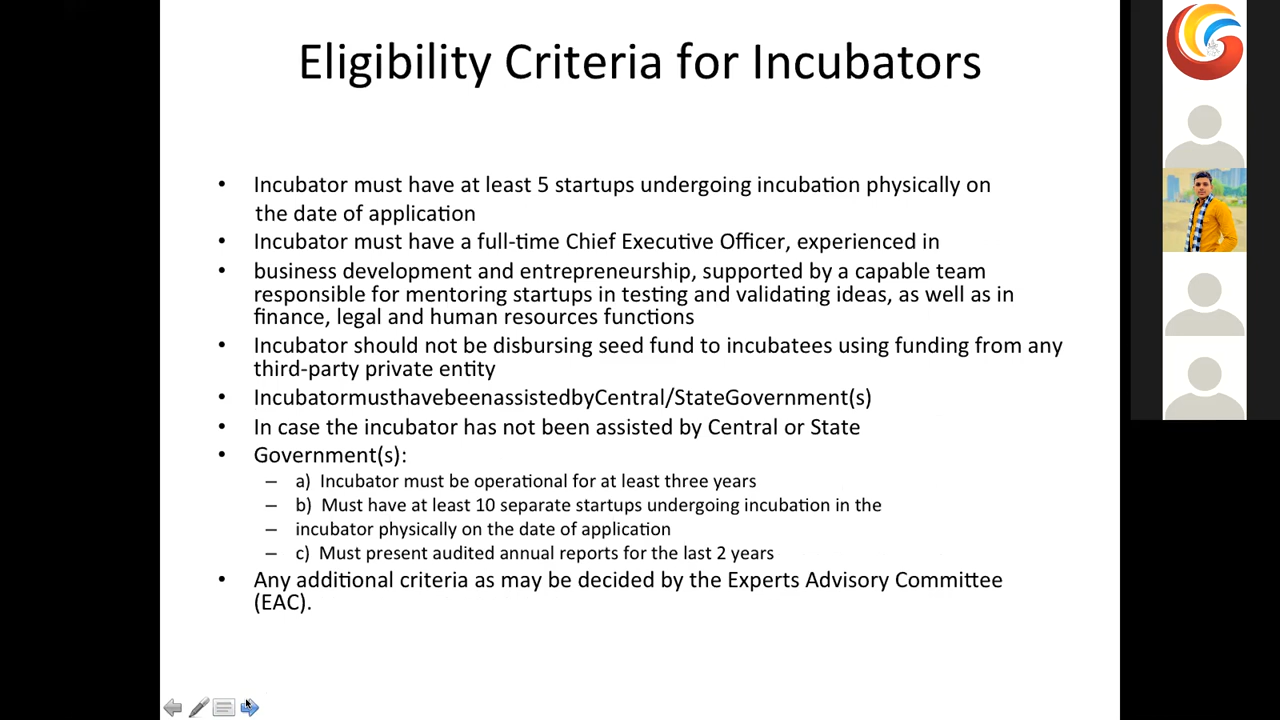 Eligibility Criteria for Incubators
• Incubator must have at least 5 startups undergoing incubation physically on
the date of application
• Incubator must have a full-time Chief Executive Officer, experienced in
• business development and entrepreneurship, supported by a capable team
responsible for mentoring startups in testing and validating ideas, as well as in
finance, legal and human resources functions
• Incubator should not be disbursing seed fund to incubatees using funding from any
third-party private entity
• IncubatormusthavebeenassistedbyCentral/StateGovernment(s)
• In case the incubator has not been assisted by Central or State
• Government(s):
– a) Incubator must be operational for at least three years
– b) Must have at least 10 separate startups undergoing incubation in the
– incubator physically on the date of application
– c) Must present audited annual reports for the last 2 years
• Any additional criteria as may be decided by the Experts Advisory Committee
(EAC).